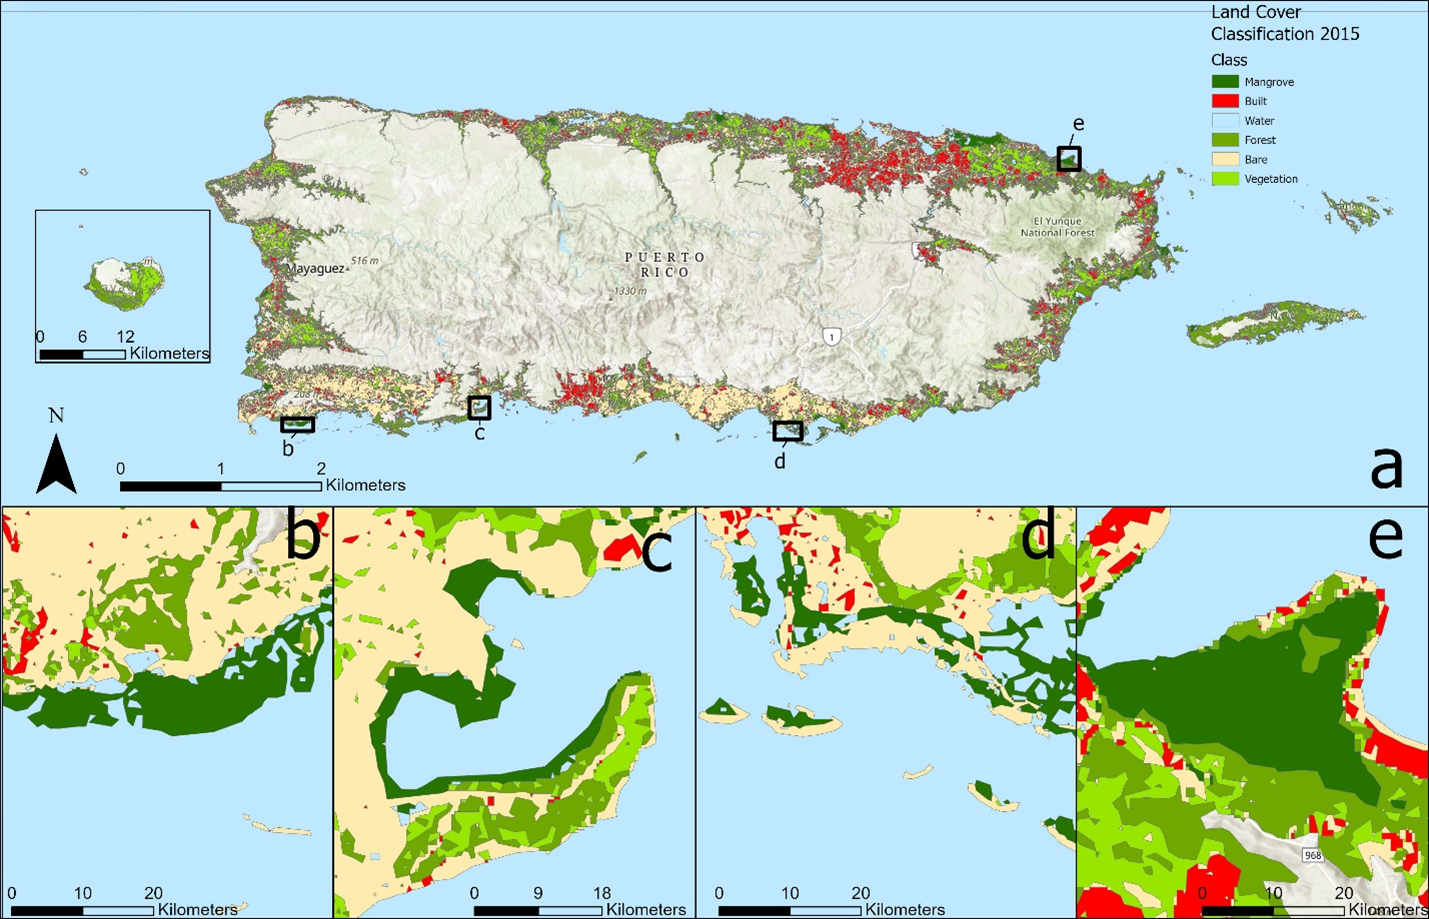 Land Cover
Classification 2015
Class
Mangrove
Built
Water
Forest
Bare
Vegetation
e
El Yunque
National Forest
PUERTO
RICO
Mayaguez
516 m
1330 m
1
0 6 12
Kilometers
N
b
c
d
0 1 2
Kilometers
a
b
0 10 20
Kilometers
c
0 9 18
Kilometers
d
0 10 20
Kilometers
e
968
0 10 20
Kilometers